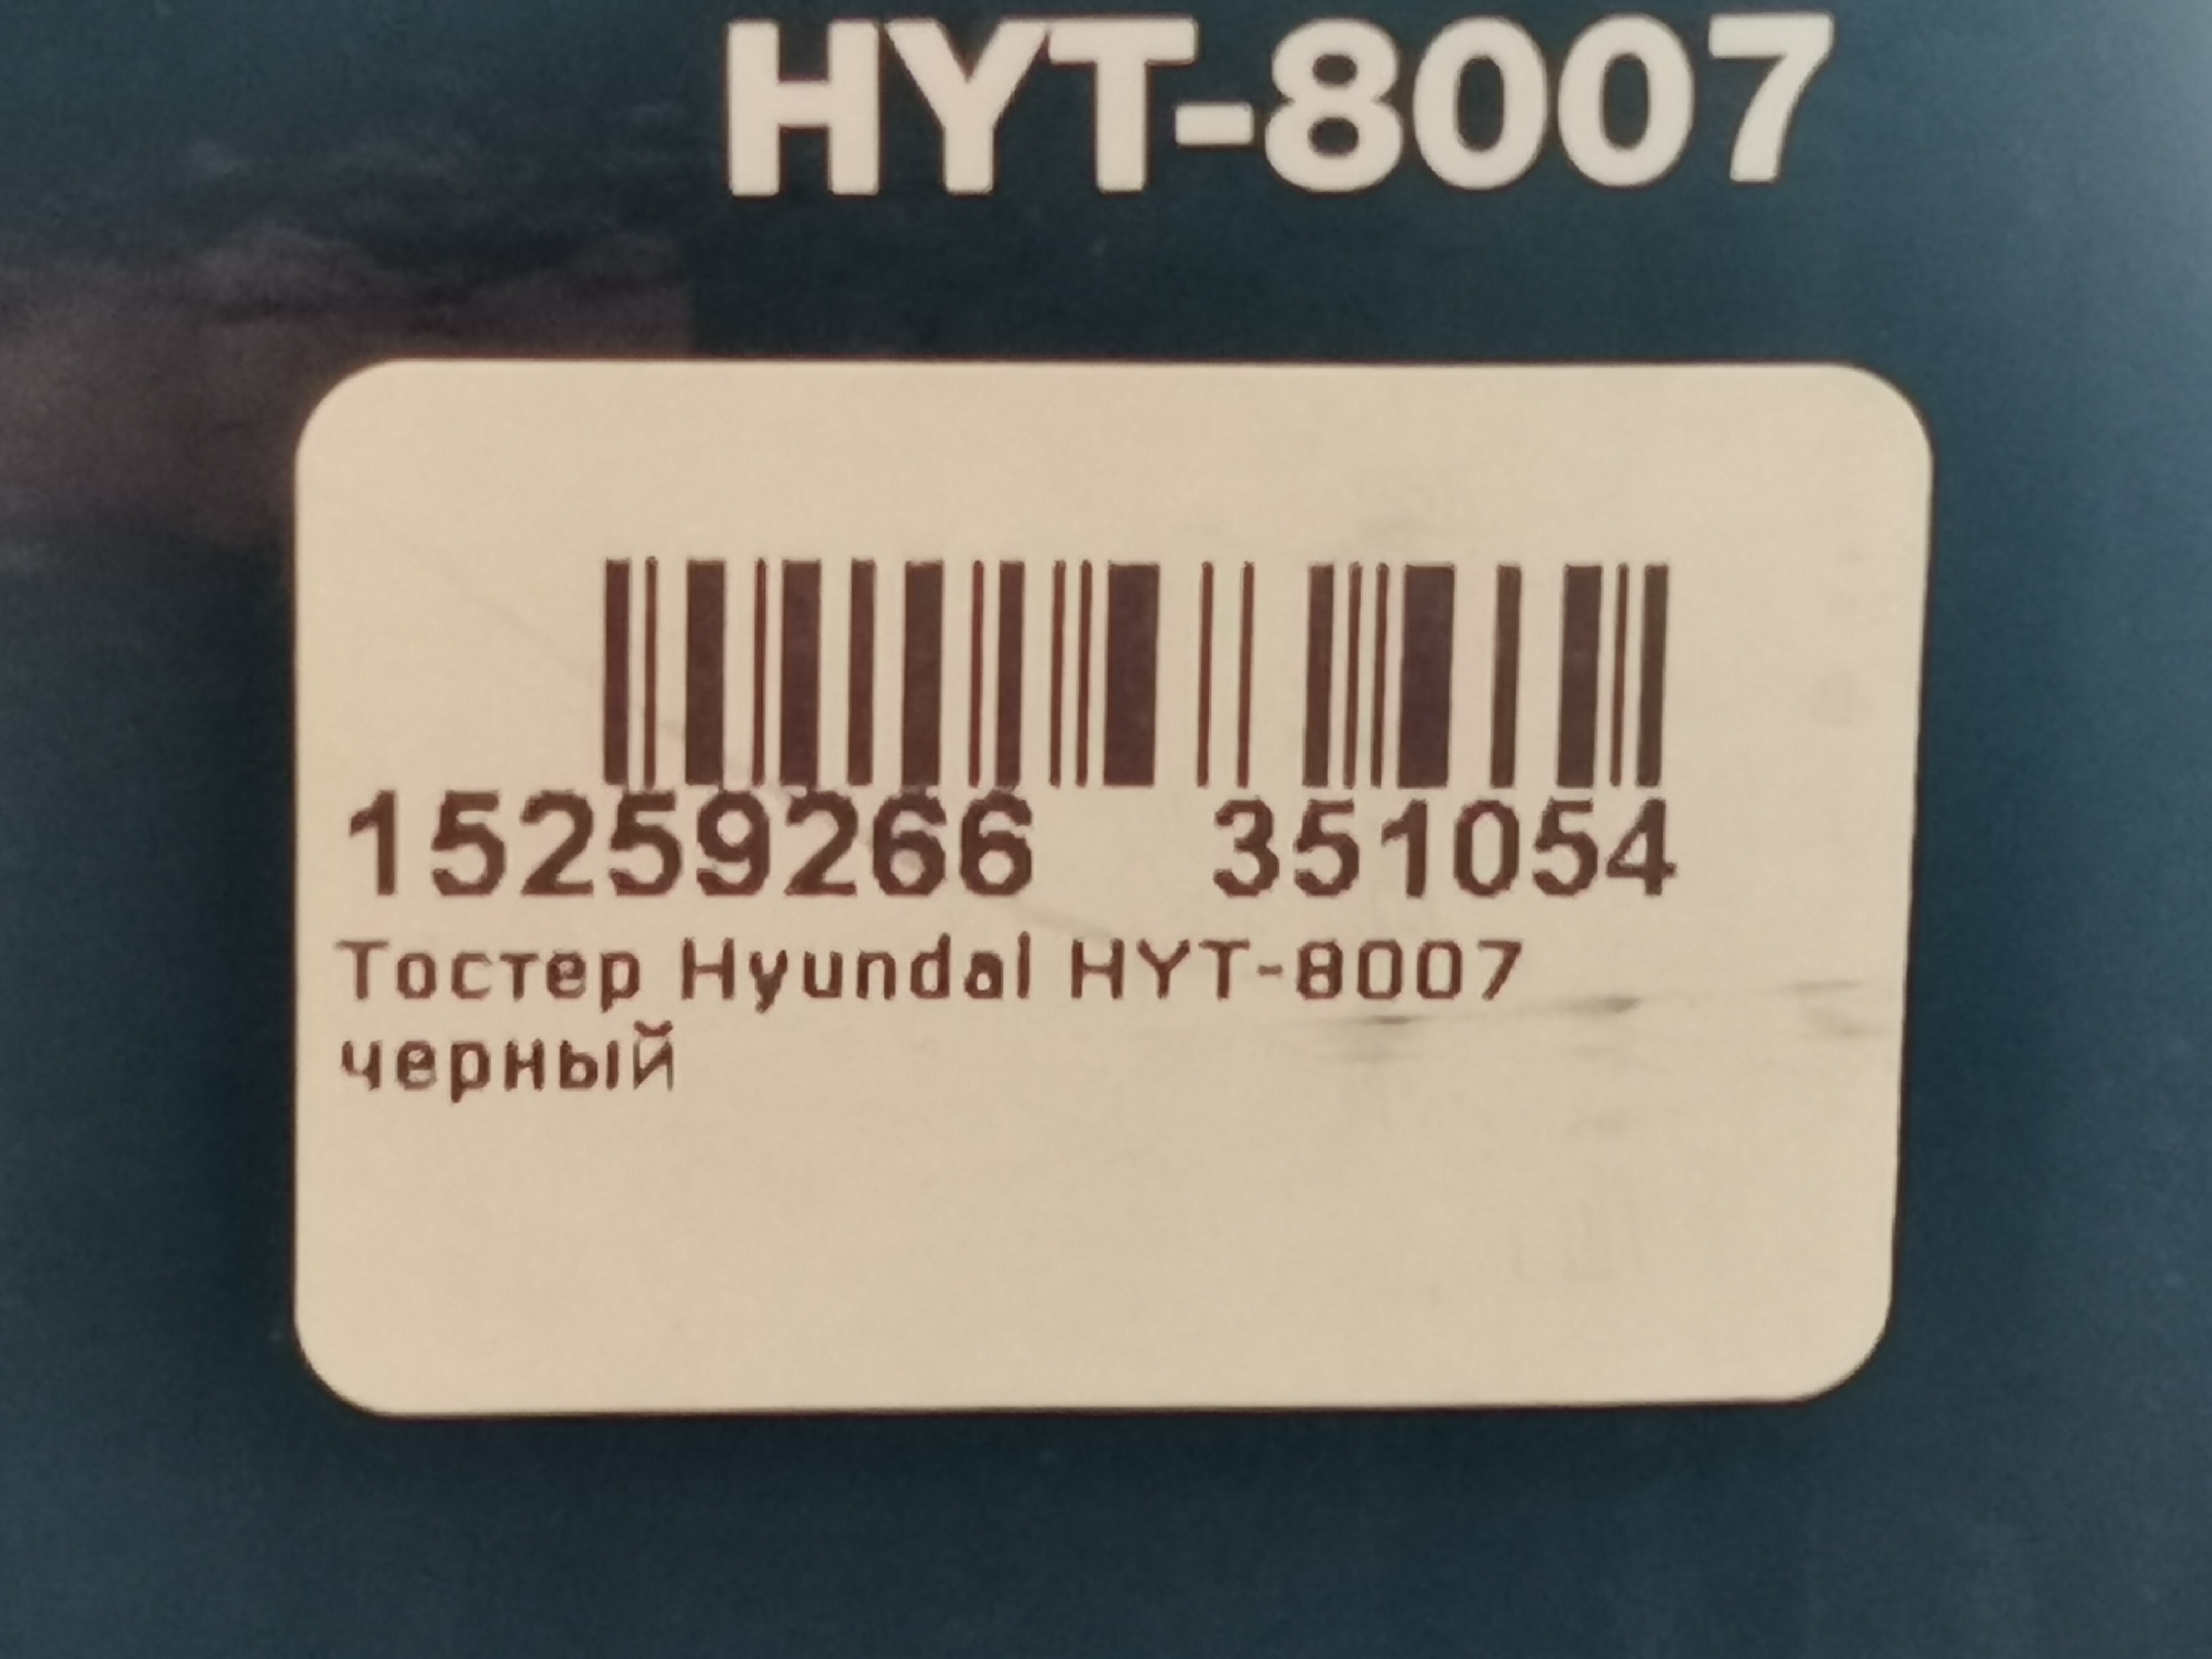 HYT-8007
15259266 351054
Тостер Hyundai HYT-8007
черный